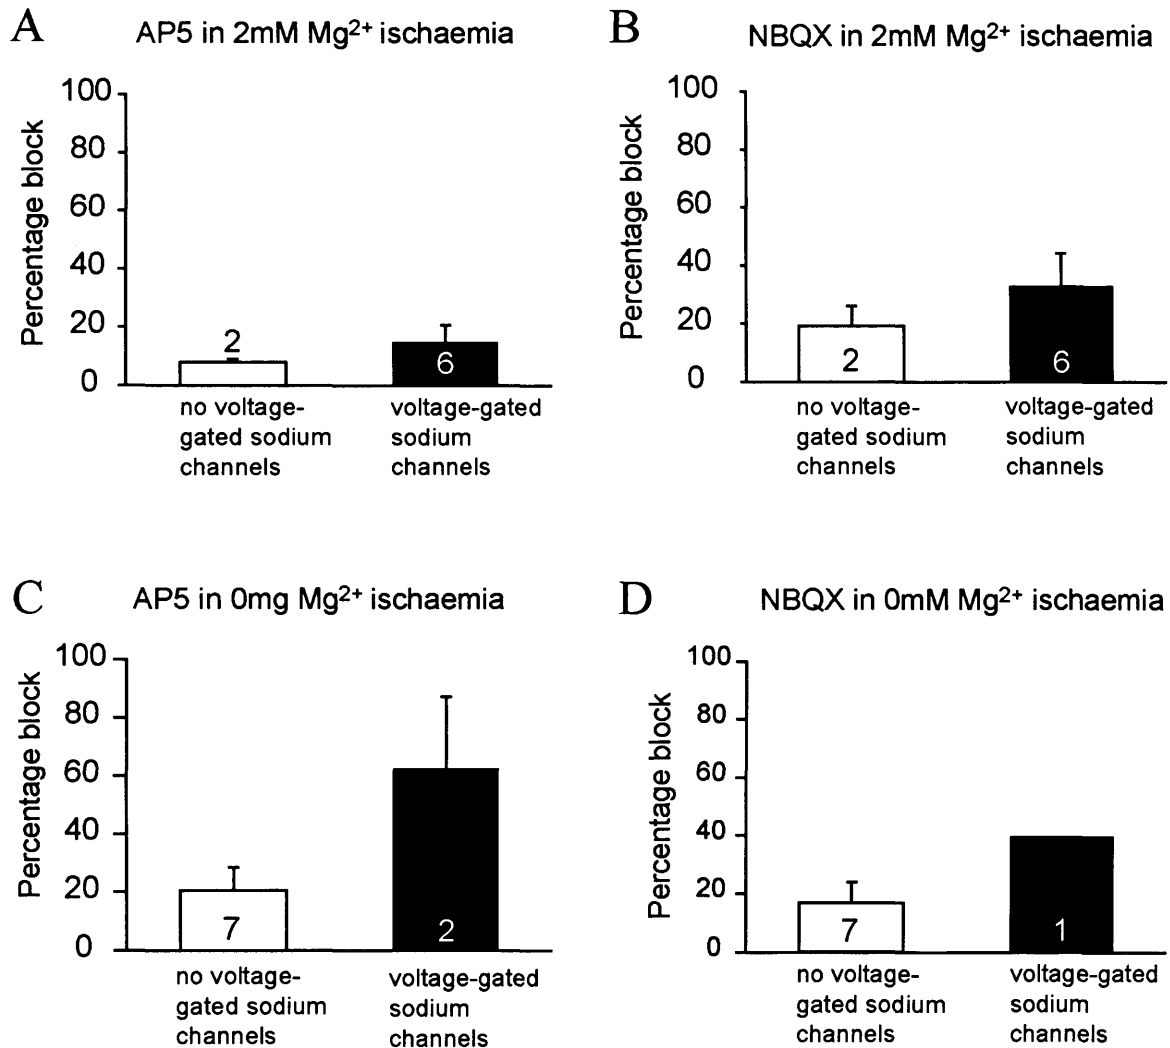 A
AP5 in 2mM Mg²⁺ ischaemia
Percentage block
100
80
60
40
20
0
2
6
no voltage-
gated sodium
channels
voltage-gated
sodium
channels
B
NBQX in 2mM Mg²⁺ ischaemia
Percentage block
100
80
60
40
20
0
2
6
no voltage-
gated sodium
channels
voltage-gated
sodium
channels
C
AP5 in 0mg Mg²⁺ ischaemia
Percentage block
100
80
60
40
20
0
7
2
no voltage-
gated sodium
channels
voltage-gated
sodium
channels
D
NBQX in 0mM Mg²⁺ ischaemia
Percentage block
100
80
60
40
20
0
7
1
no voltage-
gated sodium
channels
voltage-gated
sodium
channels